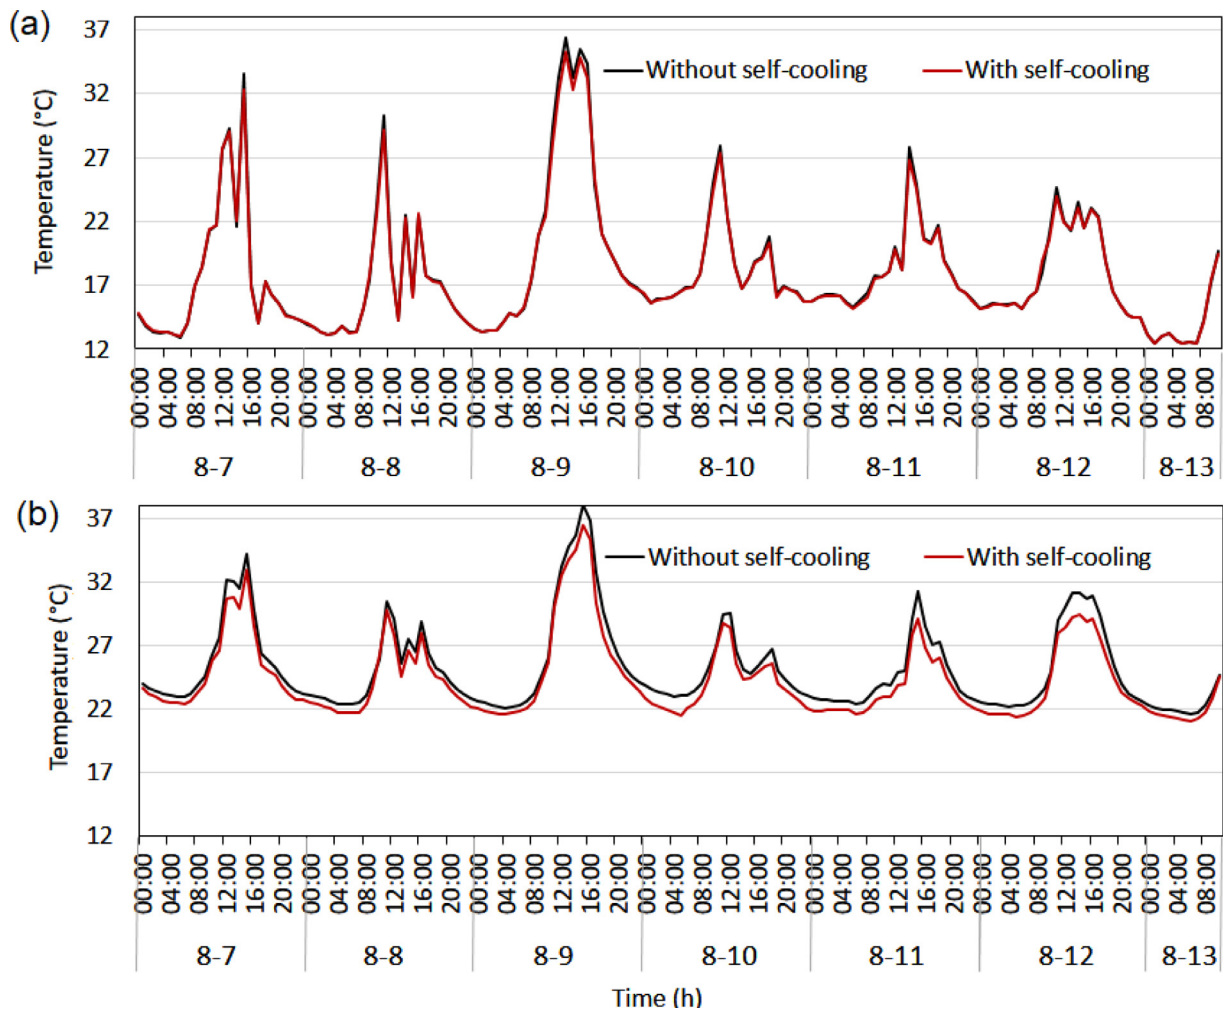 (a)
37
32
27
22
17
12
Temperature (°C)
Without self-cooling
With self-cooling
00:00 04:00 08:00 12:00 16:00 20:00 00:00 04:00 08:00 12:00 16:00 20:00 00:00 04:00 08:00 12:00 16:00 20:00 00:00 04:00 08:00 12:00 16:00 20:00 00:00 04:00 08:00 12:00 16:00 20:00 00:00 04:00 08:00 12:00 16:00 20:00 00:00 04:00 08:00
8-7 8-8 8-9 8-10 8-11 8-12 8-13
(b)
37
32
27
22
17
12
Temperature (°C)
Without self-cooling
With self-cooling
00:00 04:00 08:00 12:00 16:00 20:00 00:00 04:00 08:00 12:00 16:00 20:00 00:00 04:00 08:00 12:00 16:00 20:00 00:00 04:00 08:00 12:00 16:00 20:00 00:00 04:00 08:00 12:00 16:00 20:00 00:00 04:00 08:00 12:00 16:00 20:00 00:00 04:00 08:00
8-7 8-8 8-9 8-10 8-11 8-12 8-13
Time (h)